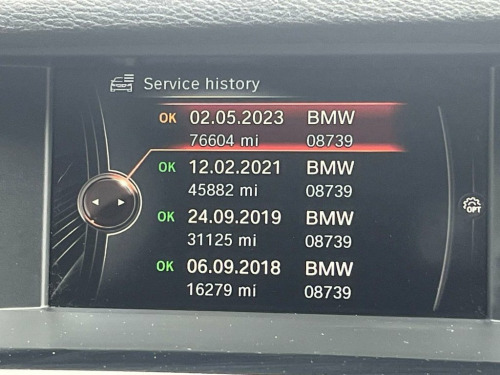 Service history
OK 02.05.2023 BMW
76604 mi 08739
OK 12.02.2021 BMW
45882 mi 08739
OK 24.09.2019 BMW
31125 mi 08739
OK 06.09.2018 BMW
16279 mi 08739
OPT